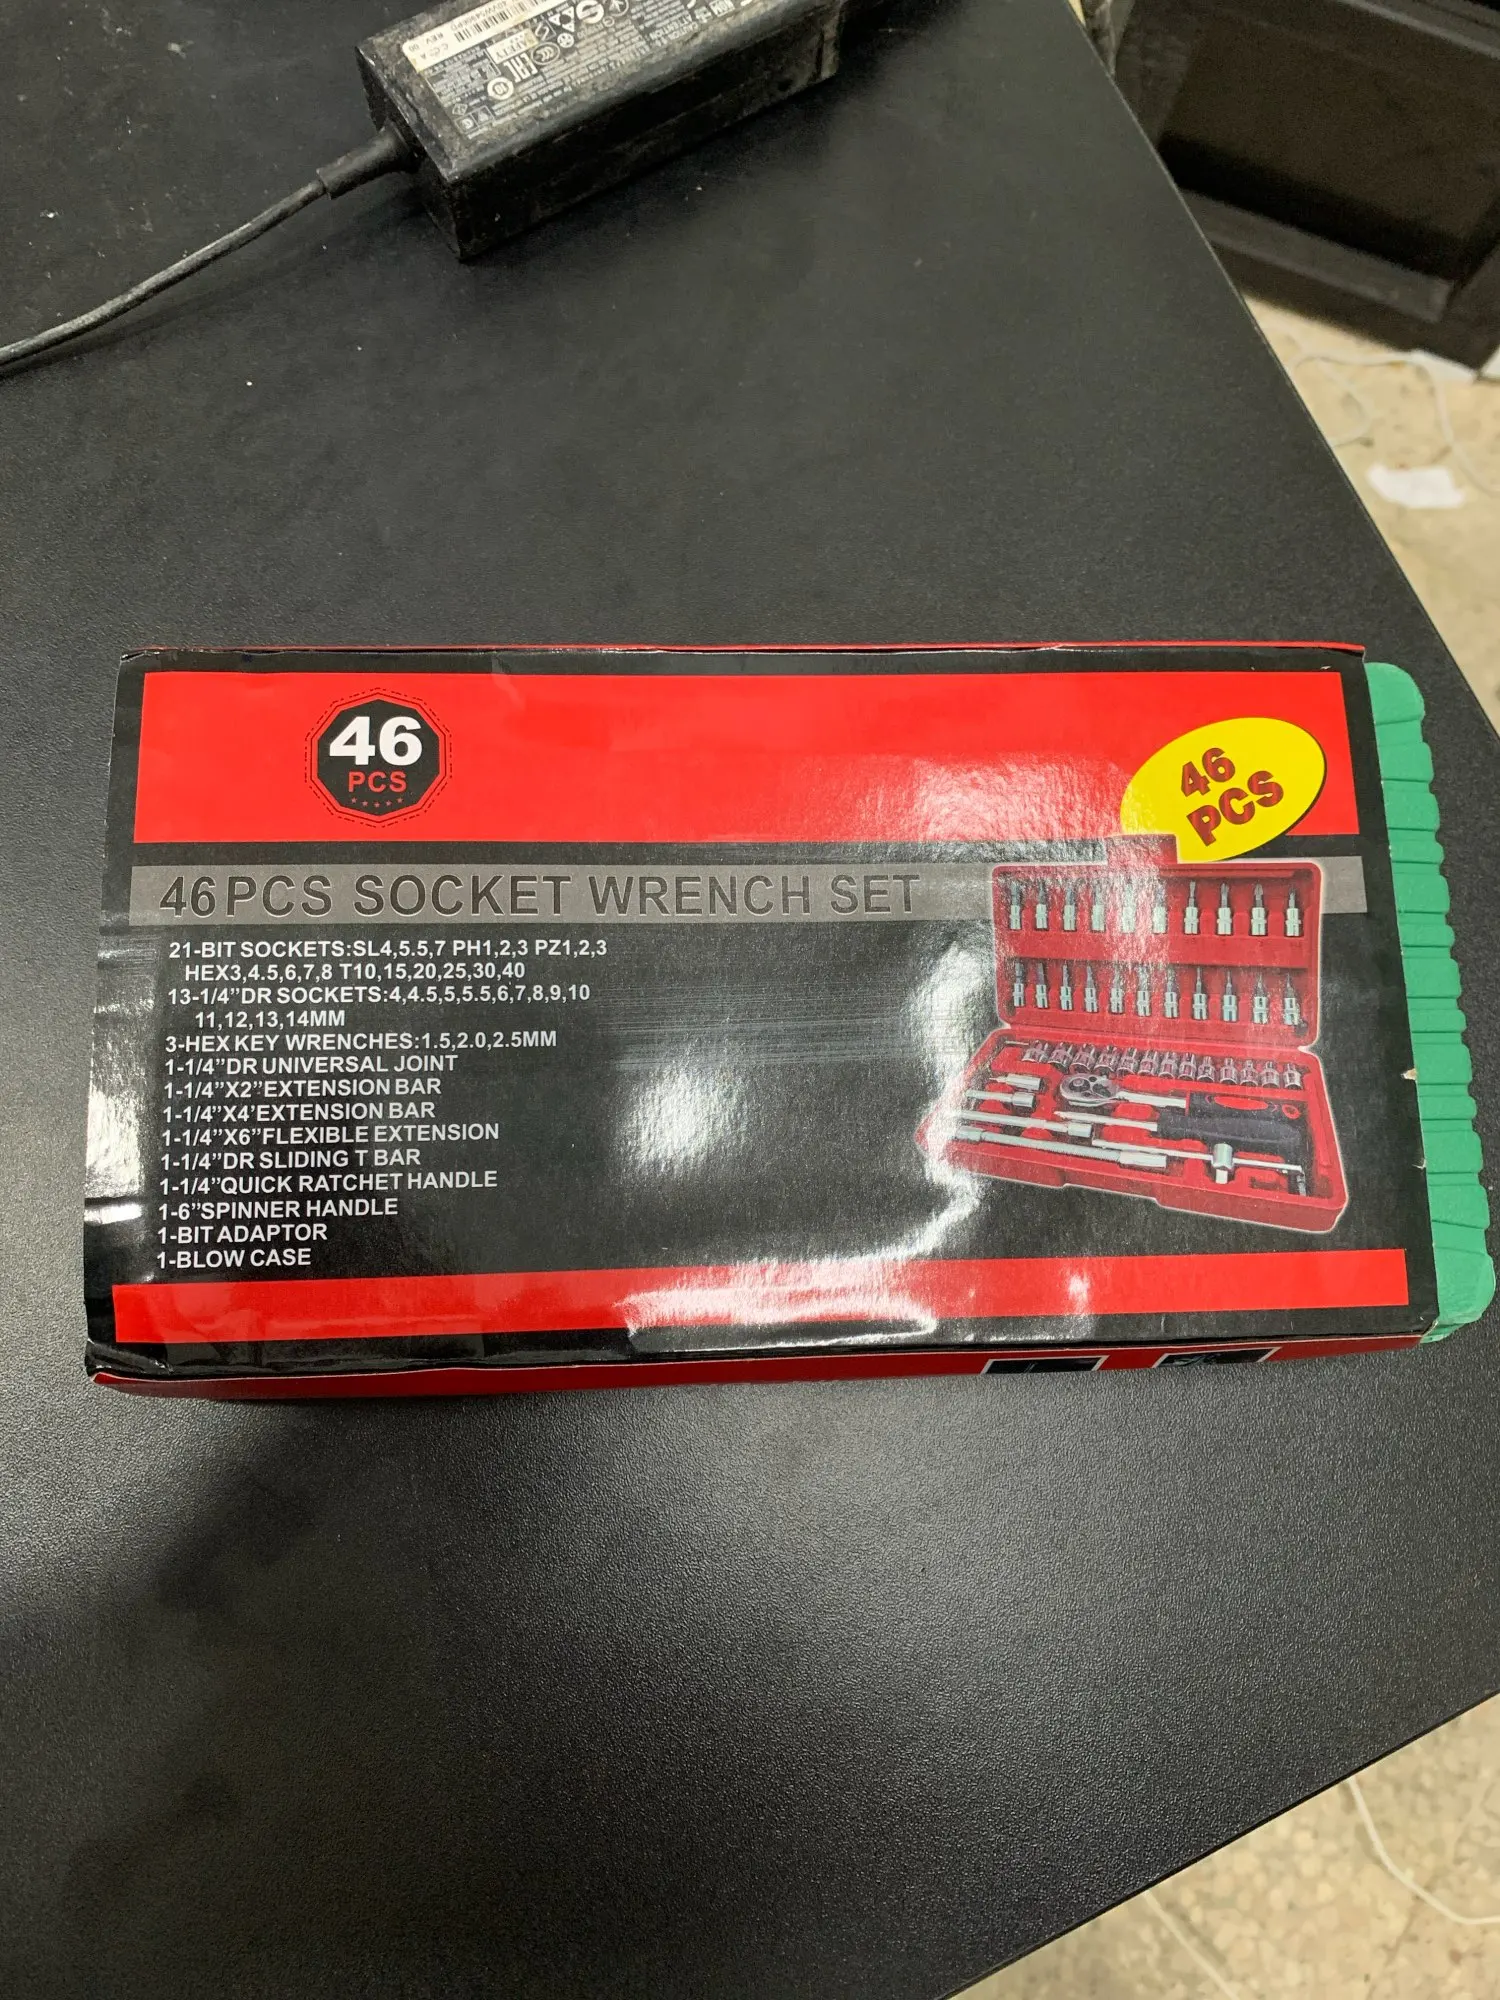 REV: 00
EAC
46
PCS
46
PCS
46PCS SOCKET WRENCH SET
21-BIT SOCKETS:SL4,5.5,7 PH1,2,3 PZ1,2,3
HEX3,4.5,6,7,8 T10,15,20,25,30,40
13-1/4”DR SOCKETS:4,4.5,5,5.5,6,7,8,9,10
11,12,13,14MM
3-HEX KEY WRENCHES:1.5,2.0,2.5MM
1-1/4”DR UNIVERSAL JOINT
1-1/4”X2”EXTENSION BAR
1-1/4”X4'EXTENSION BAR
1-1/4”X6”FLEXIBLE EXTENSION
1-1/4”DR SLIDING T BAR
1-1/4”QUICK RATCHET HANDLE
1-6”SPINNER HANDLE
1-BIT ADAPTOR
1-BLOW CASE